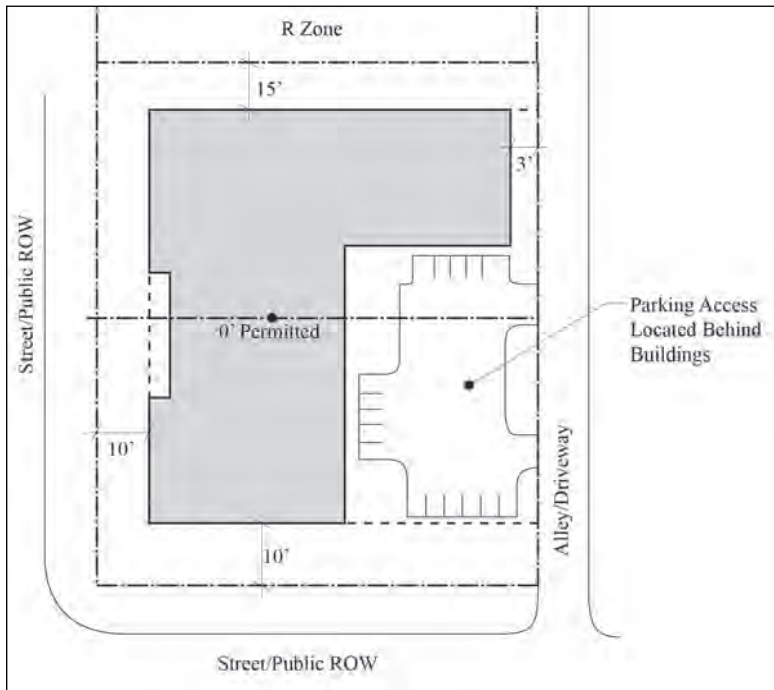 R Zone
15’
3’
Street/Public ROW
0’ Permitted
Parking Access
Located Behind
Buildings
10’
Alley/Driveway
10’
Street/Public ROW